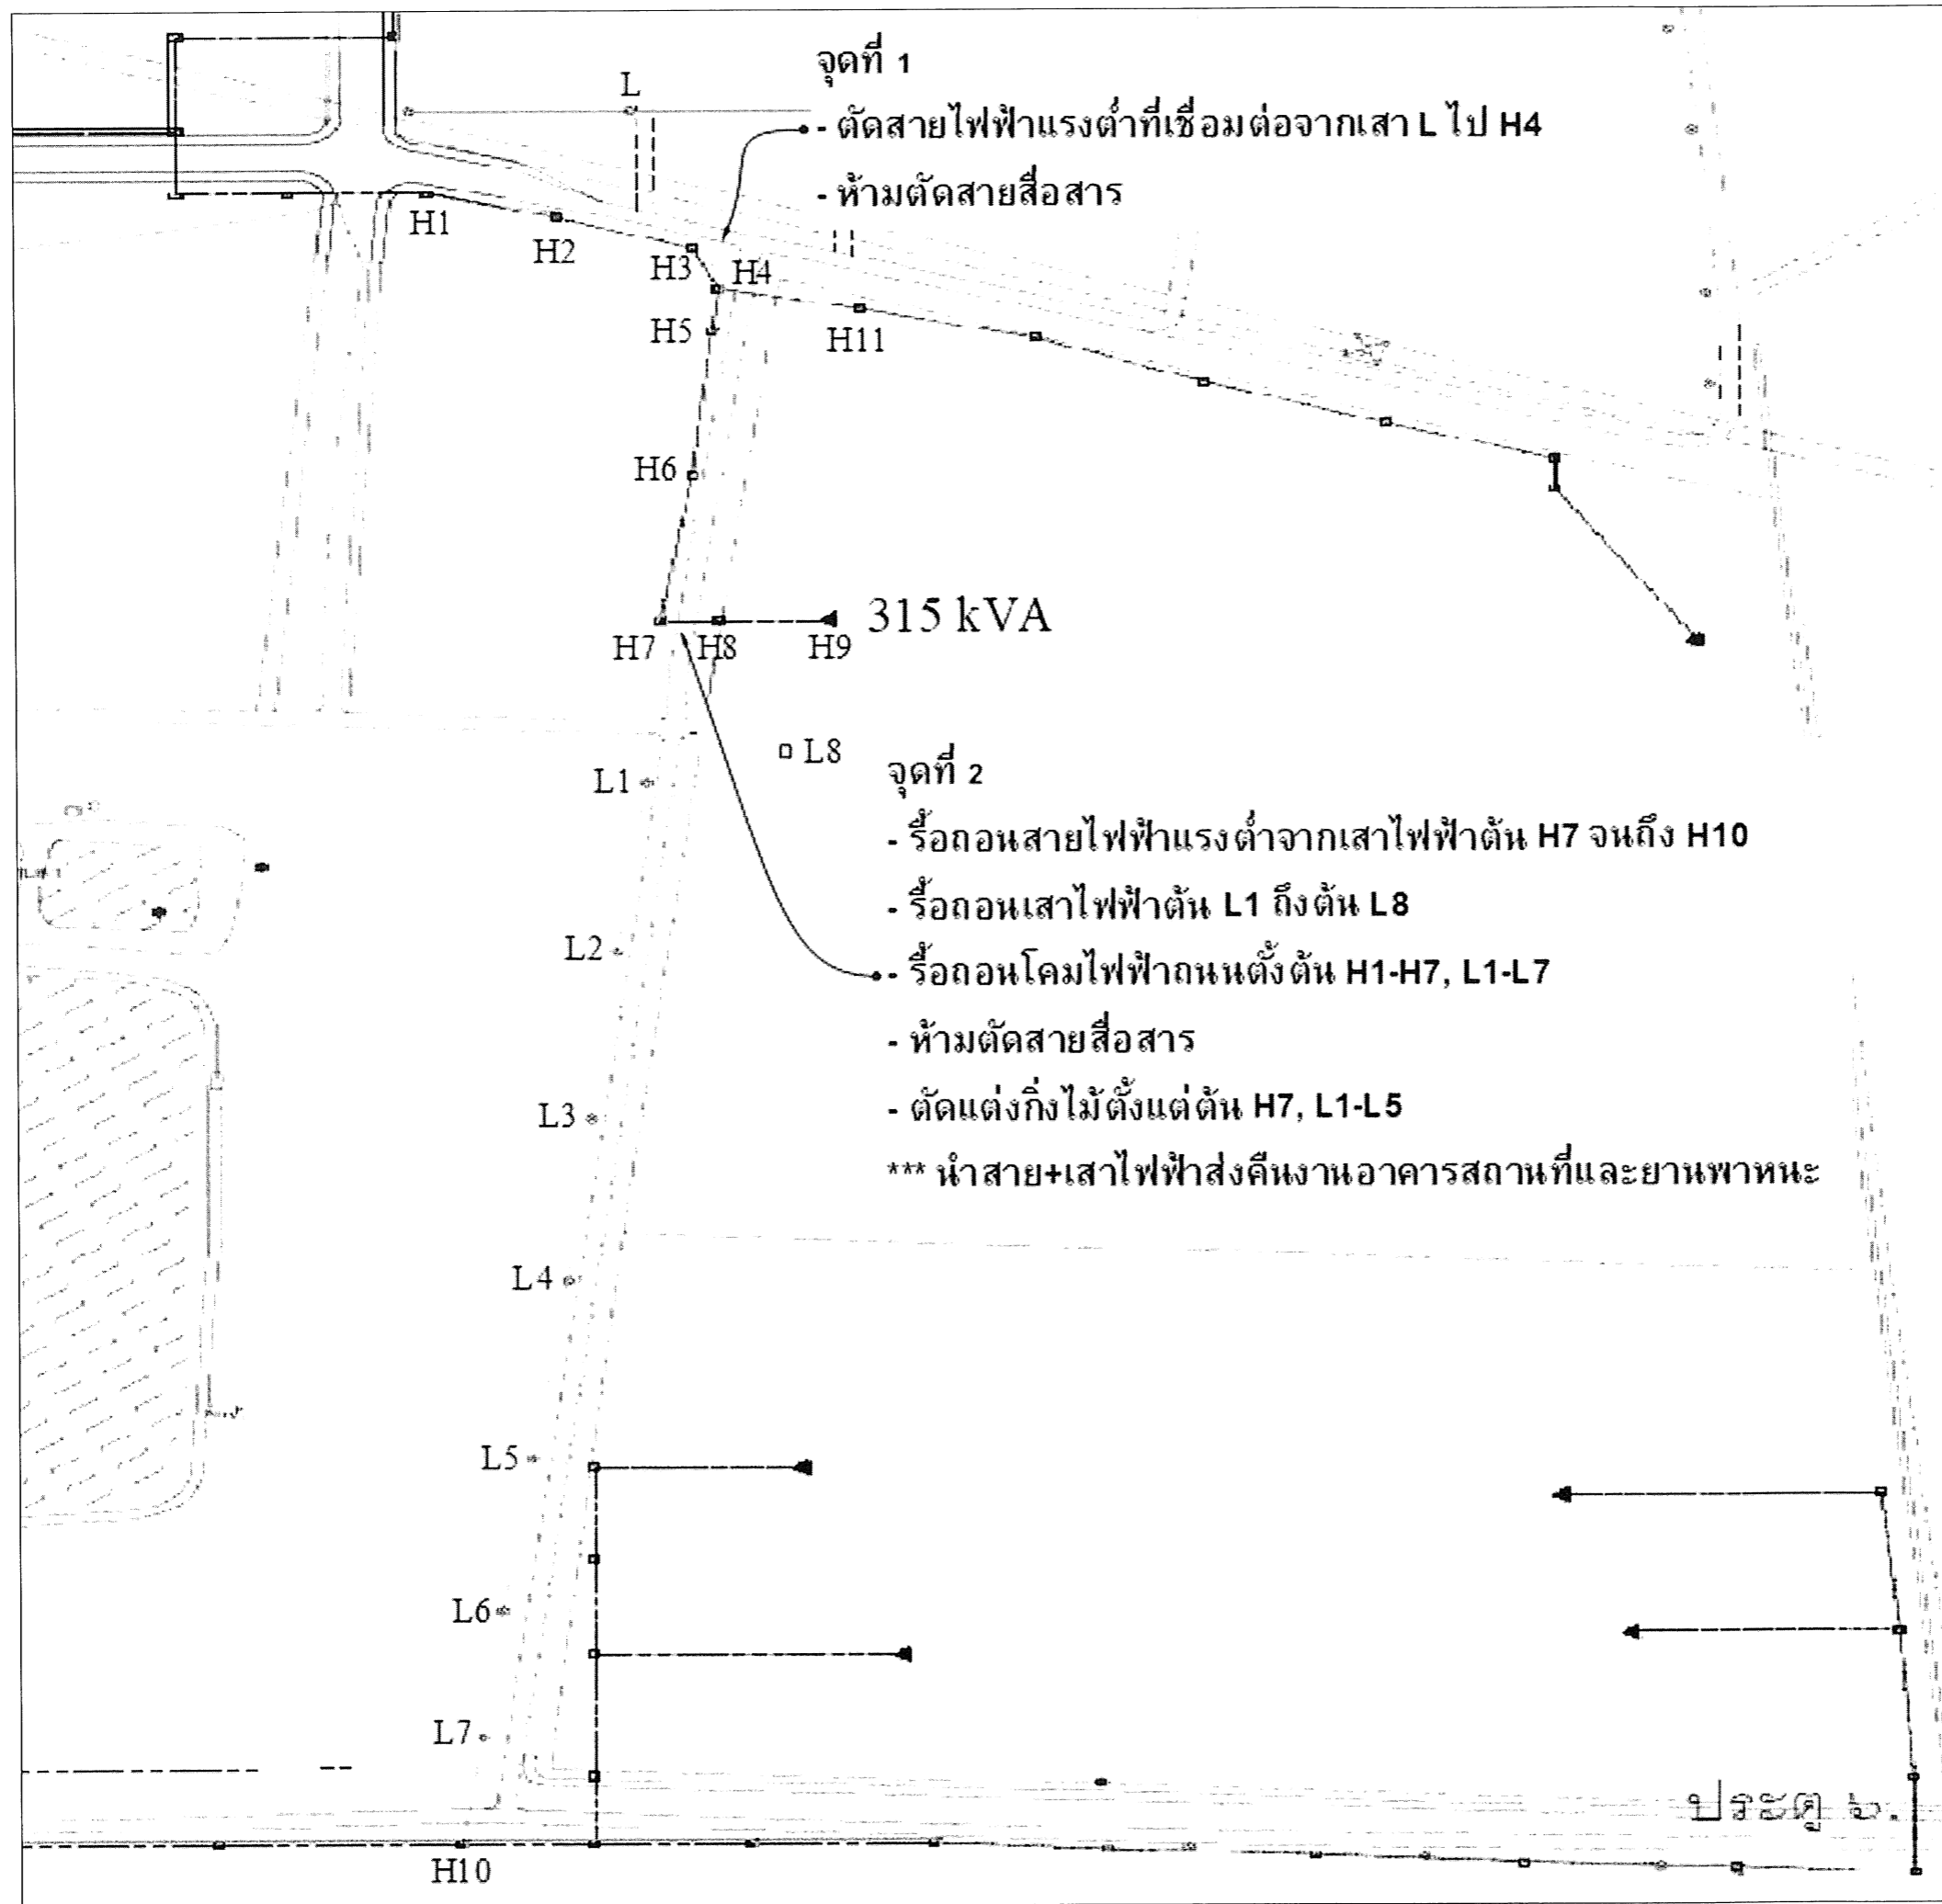 จุดที่ 1
L
- ตัดสายไฟฟ้าแรงต่ำที่เชื่อมต่อจากเสา L ไป H4
- ห้ามตัดสายสื่อสาร
H1
H2
H3
H4
H5
H11
H6
315 kVA
H7
H8
H9
L8
L1
จุดที่ 2
- รื้อถอนสายไฟฟ้าแรงต่ำจากเสาไฟฟ้าต้น H7 จนถึง H10
- รื้อถอนเสาไฟฟ้าต้น L1 ถึงต้น L8
L2
- รื้อถอนโคมไฟฟ้าถนนตั้งต้น H1-H7, L1-L7
- ห้ามตัดสายสื่อสาร
L3
- ตัดแต่งกิ่งไม้ตั้งแต่ต้น H7, L1-L5
*** นำสาย+เสาไฟฟ้าส่งคืนงานอาคารสถานที่และยานพาหนะ
L4
L5
L6
L7
ประตู
H10